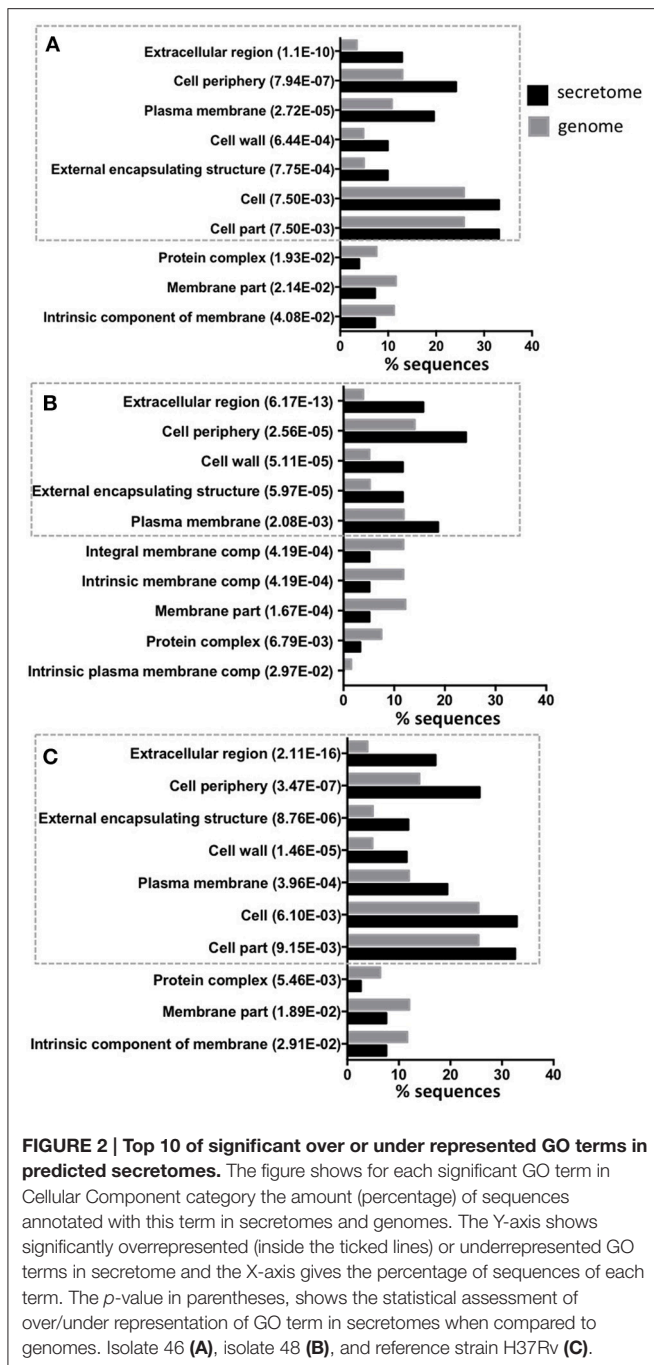 A
Extracellular region (1.1E-10)
Cell periphery (7.94E-07)
Plasma membrane (2.72E-05)
Cell wall (6.44E-04)
External encapsulating structure (7.75E-04)
Cell (7.50E-03)
Cell part (7.50E-03)
Protein complex (1.93E-02)
Membrane part (2.14E-02)
Intrinsic component of membrane (4.08E-02)
0 10 20 30 40
% sequences
secretome
genome
B
Extracellular region (6.17E-13)
Cell periphery (2.56E-05)
Cell wall (5.11E-05)
External encapsulating structure (5.97E-05)
Plasma membrane (2.08E-03)
Integral membrane comp (4.19E-04)
Intrinsic membrane comp (4.19E-04)
Membrane part (1.67E-04)
Protein complex (6.79E-03)
Intrinsic plasma membrane comp (2.97E-02)
0 10 20 30 40
% sequences
C
Extracellular region (2.11E-16)
Cell periphery (3.47E-07)
External encapsulating structure (8.76E-06)
Cell wall (1.46E-05)
Plasma membrane (3.96E-04)
Cell (6.10E-03)
Cell part (9.15E-03)
Protein complex (5.46E-03)
Membrane part (1.89E-02)
Intrinsic component of membrane (2.91E-02)
0 10 20 30 40
% sequences
FIGURE 2 | Top 10 of significant over or under represented GO terms in
predicted secretomes. The figure shows for each significant GO term in
Cellular Component category the amount (percentage) of sequences
annotated with this term in secretomes and genomes. The Y-axis shows
significantly overrepresented (inside the ticked lines) or underrepresented GO
terms in secretome and the X-axis gives the percentage of sequences of each
term. The p-value in parentheses, shows the statistical assessment of
over/under representation of GO term in secretomes when compared to
genomes. Isolate 46 (A), isolate 48 (B), and reference strain H37Rv (C).